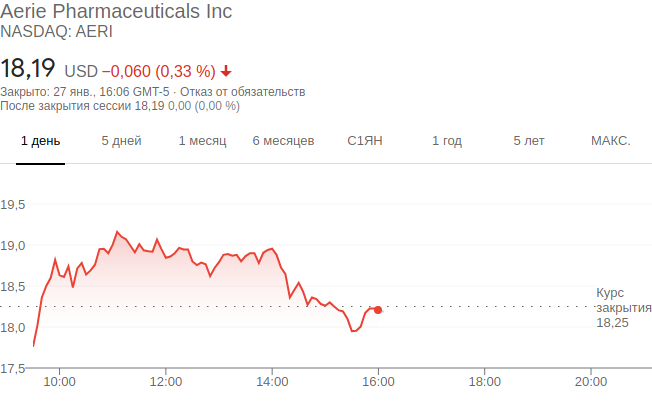 Aerie Pharmaceuticals Inc
NASDAQ: AERI
18,19 USD −0,060 (0,33 %)
Закрыто: 27 янв., 16:06 GMT-5 · Отказ от обязательств
После закрытия сессии 18,19 0,00 (0,00 %)
1 день 5 дней 1 месяц 6 месяцев С1ЯН 1 год 5 лет МАКС.
19,5
19,0
18,5
18,0
17,5
Курс
закрытия
18,25
10:00 12:00 14:00 16:00 18:00 20:00